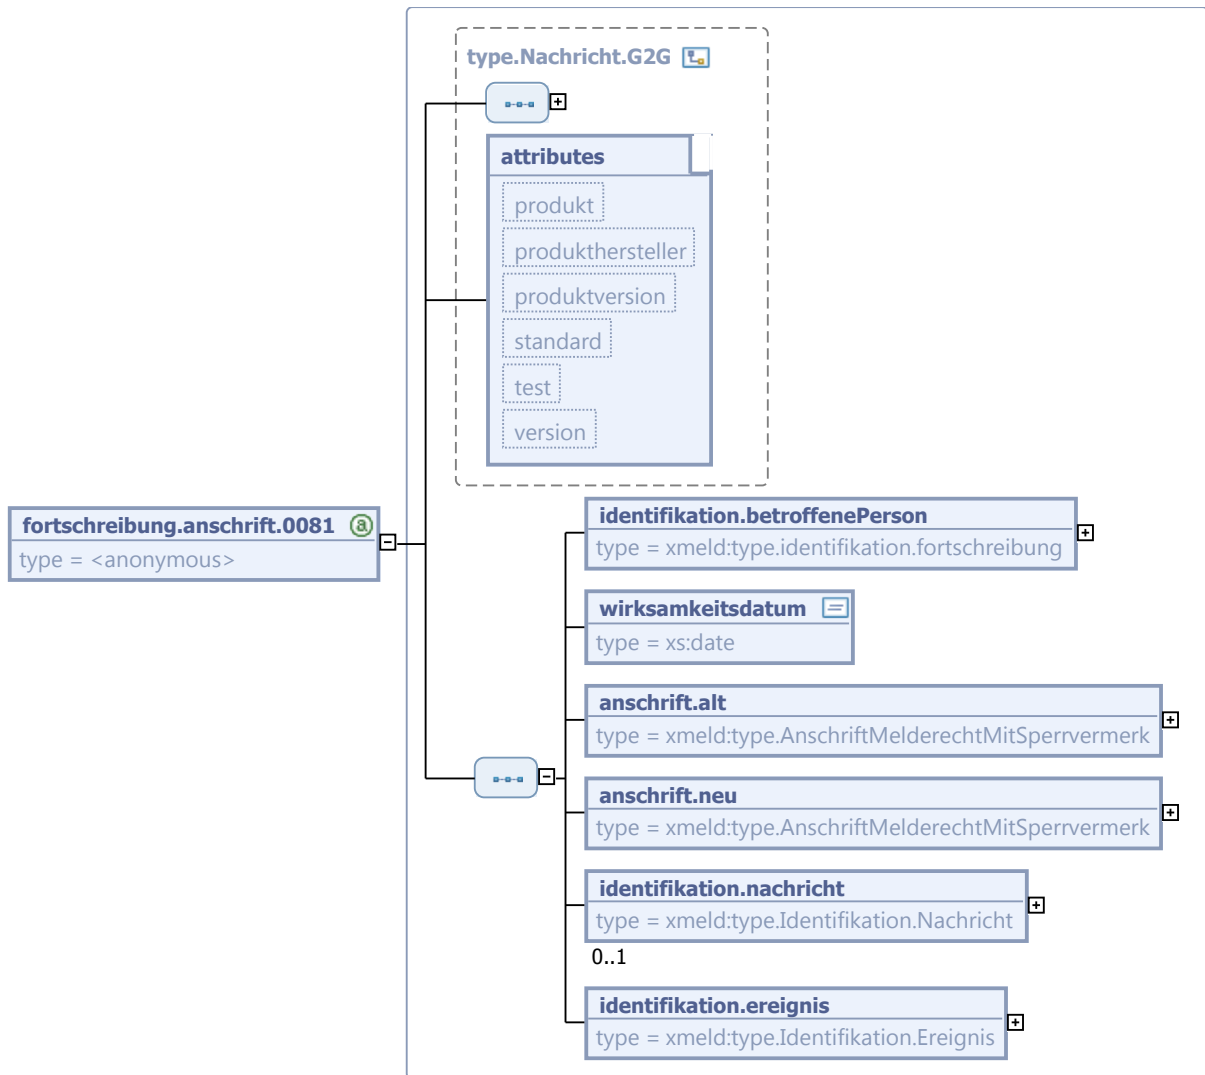 type.Nachricht.G2G
attributes
produkt
produkthersteller
produktversion
standard
test
version
fortschreibung.anschrift.0081
type = <anonymous>
identifikation.betroffenePerson
type = xmeld:type.identifikation.fortschreibung
wirksamkeitsdatum
type = xs:date
anschrift.alt
type = xmeld:type.AnschriftMelderechtMitSperrvermerk
anschrift.neu
type = xmeld:type.AnschriftMelderechtMitSperrvermerk
identifikation.nachricht
type = xmeld:type.Identifikation.Nachricht
0..1
identifikation.ereignis
type = xmeld:type.Identifikation.Ereignis